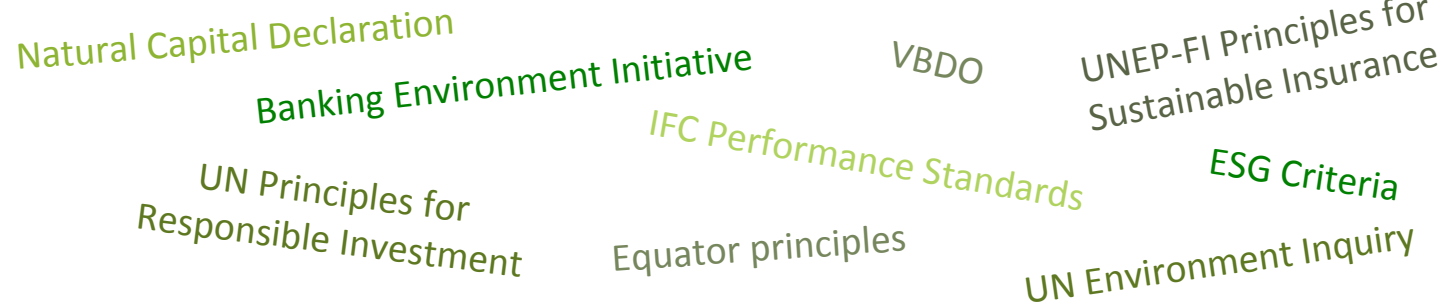 Natural Capital Declaration
Banking Environment Initiative
VBDO
UNEP-FI Principles for
Sustainable Insurance
IFC Performance Standards
ESG Criteria
UN Principles for
Responsible Investment
Equator principles
UN Environment Inquiry